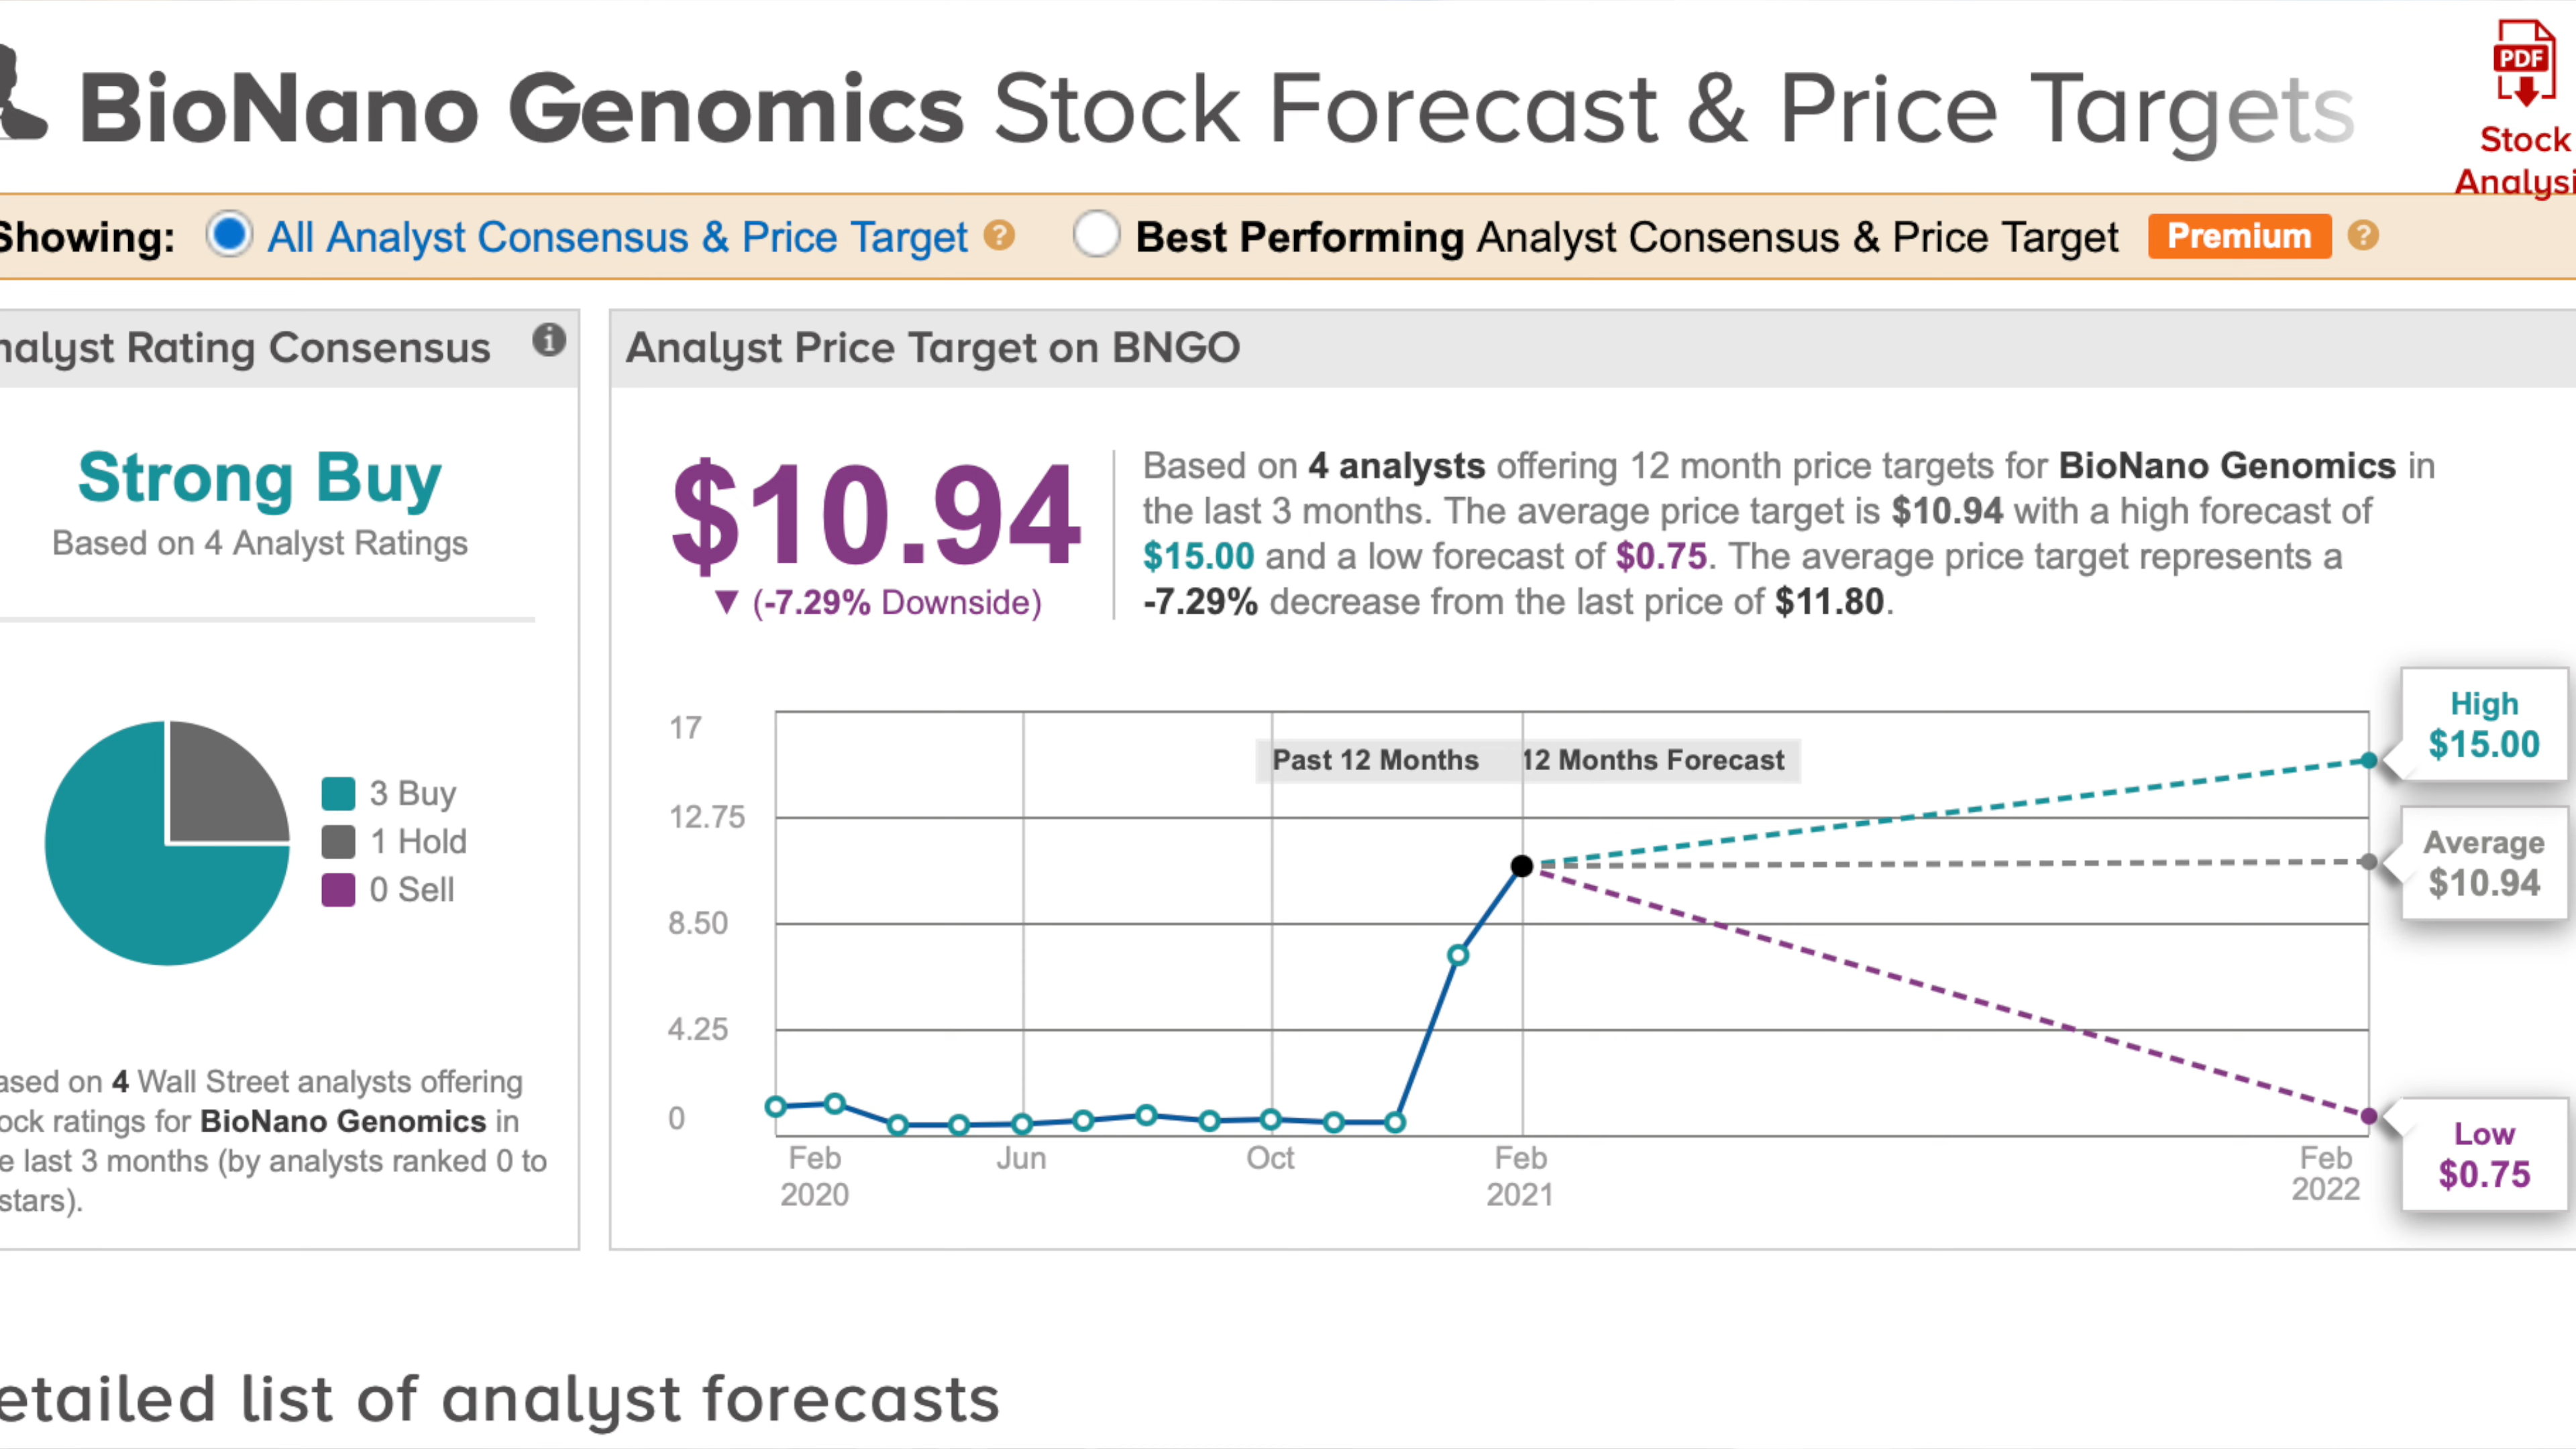 BioNano Genomics Stock Forecast & Price Targets
PDF
Stock
Analysi
Showing: All Analyst Consensus & Price Target ? Best Performing Analyst Consensus & Price Target Premium ?
nalyst Rating Consensus i
Strong Buy
Based on 4 Analyst Ratings
3 Buy
1 Hold
0 Sell
ased on 4 Wall Street analysts offering
ock ratings for BioNano Genomics in
e last 3 months (by analysts ranked 0 to
stars).
Analyst Price Target on BNGO
$10.94
▼ (-7.29% Downside)
Based on 4 analysts offering 12 month price targets for BioNano Genomics in
the last 3 months. The average price target is $10.94 with a high forecast of
$15.00 and a low forecast of $0.75. The average price target represents a
-7.29% decrease from the last price of $11.80.
17
12.75
8.50
4.25
0
Past 12 Months 12 Months Forecast
Feb
2020
Jun
Oct
Feb
2021
Feb
2022
High
$15.00
Average
$10.94
Low
$0.75
etailed list of analyst forecasts